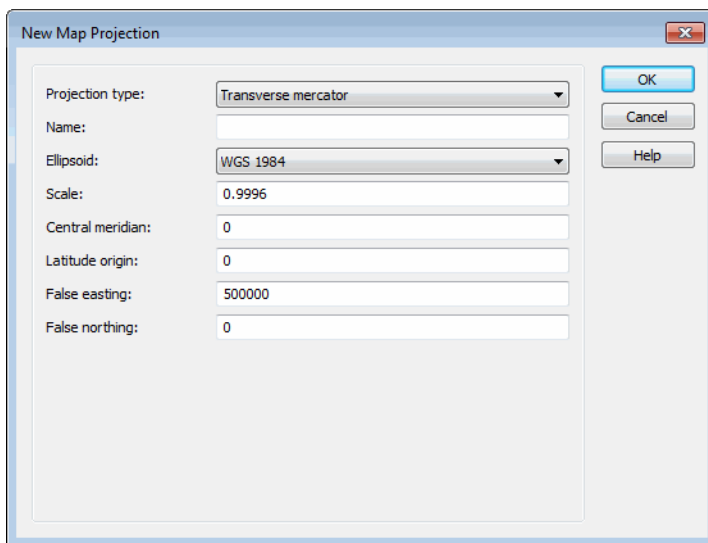 New Map Projection
Projection type: Transverse mercator
Name:
Ellipsoid: WGS 1984
Scale: 0.9996
Central meridian: 0
Latitude origin: 0
False easting: 500000
False northing: 0
OK
Cancel
Help